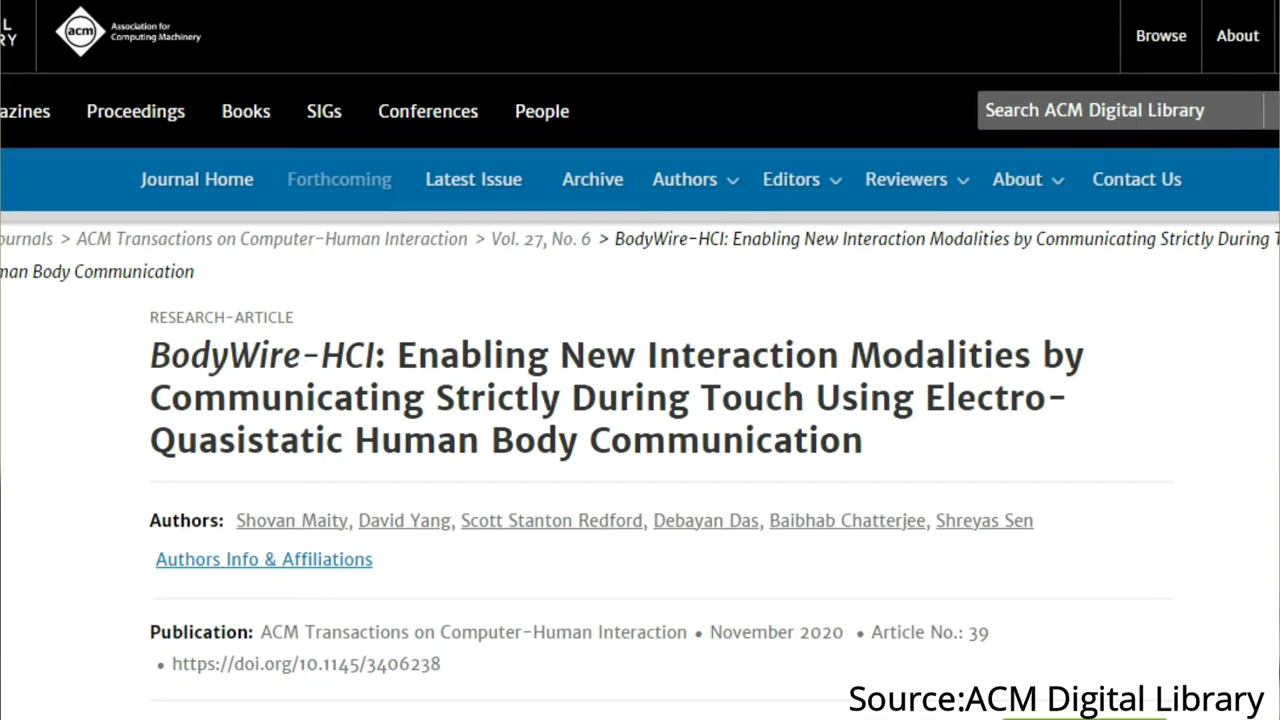 L
RY
acm
Association for
Computing Machinery
Browse
About
azines
Proceedings
Books
SIGs
Conferences
People
Search ACM Digital Library
Journal Home
Forthcoming
Latest Issue
Archive
Authors
Editors
Reviewers
About
Contact Us
ournals > ACM Transactions on Computer-Human Interaction > Vol. 27, No. 6 > BodyWire-HCI: Enabling New Interaction Modalities by Communicating Strictly During T
man Body Communication
RESEARCH-ARTICLE
BodyWire-HCI: Enabling New Interaction Modalities by
Communicating Strictly During Touch Using Electro-
Quasistatic Human Body Communication
Authors: Shovan Maity, David Yang, Scott Stanton Redford, Debayan Das, Baibhab Chatterjee, Shreyas Sen
Authors Info & Affiliations
Publication: ACM Transactions on Computer-Human Interaction • November 2020 • Article No.: 39
• https://doi.org/10.1145/3406238
Source:ACM Digital Library